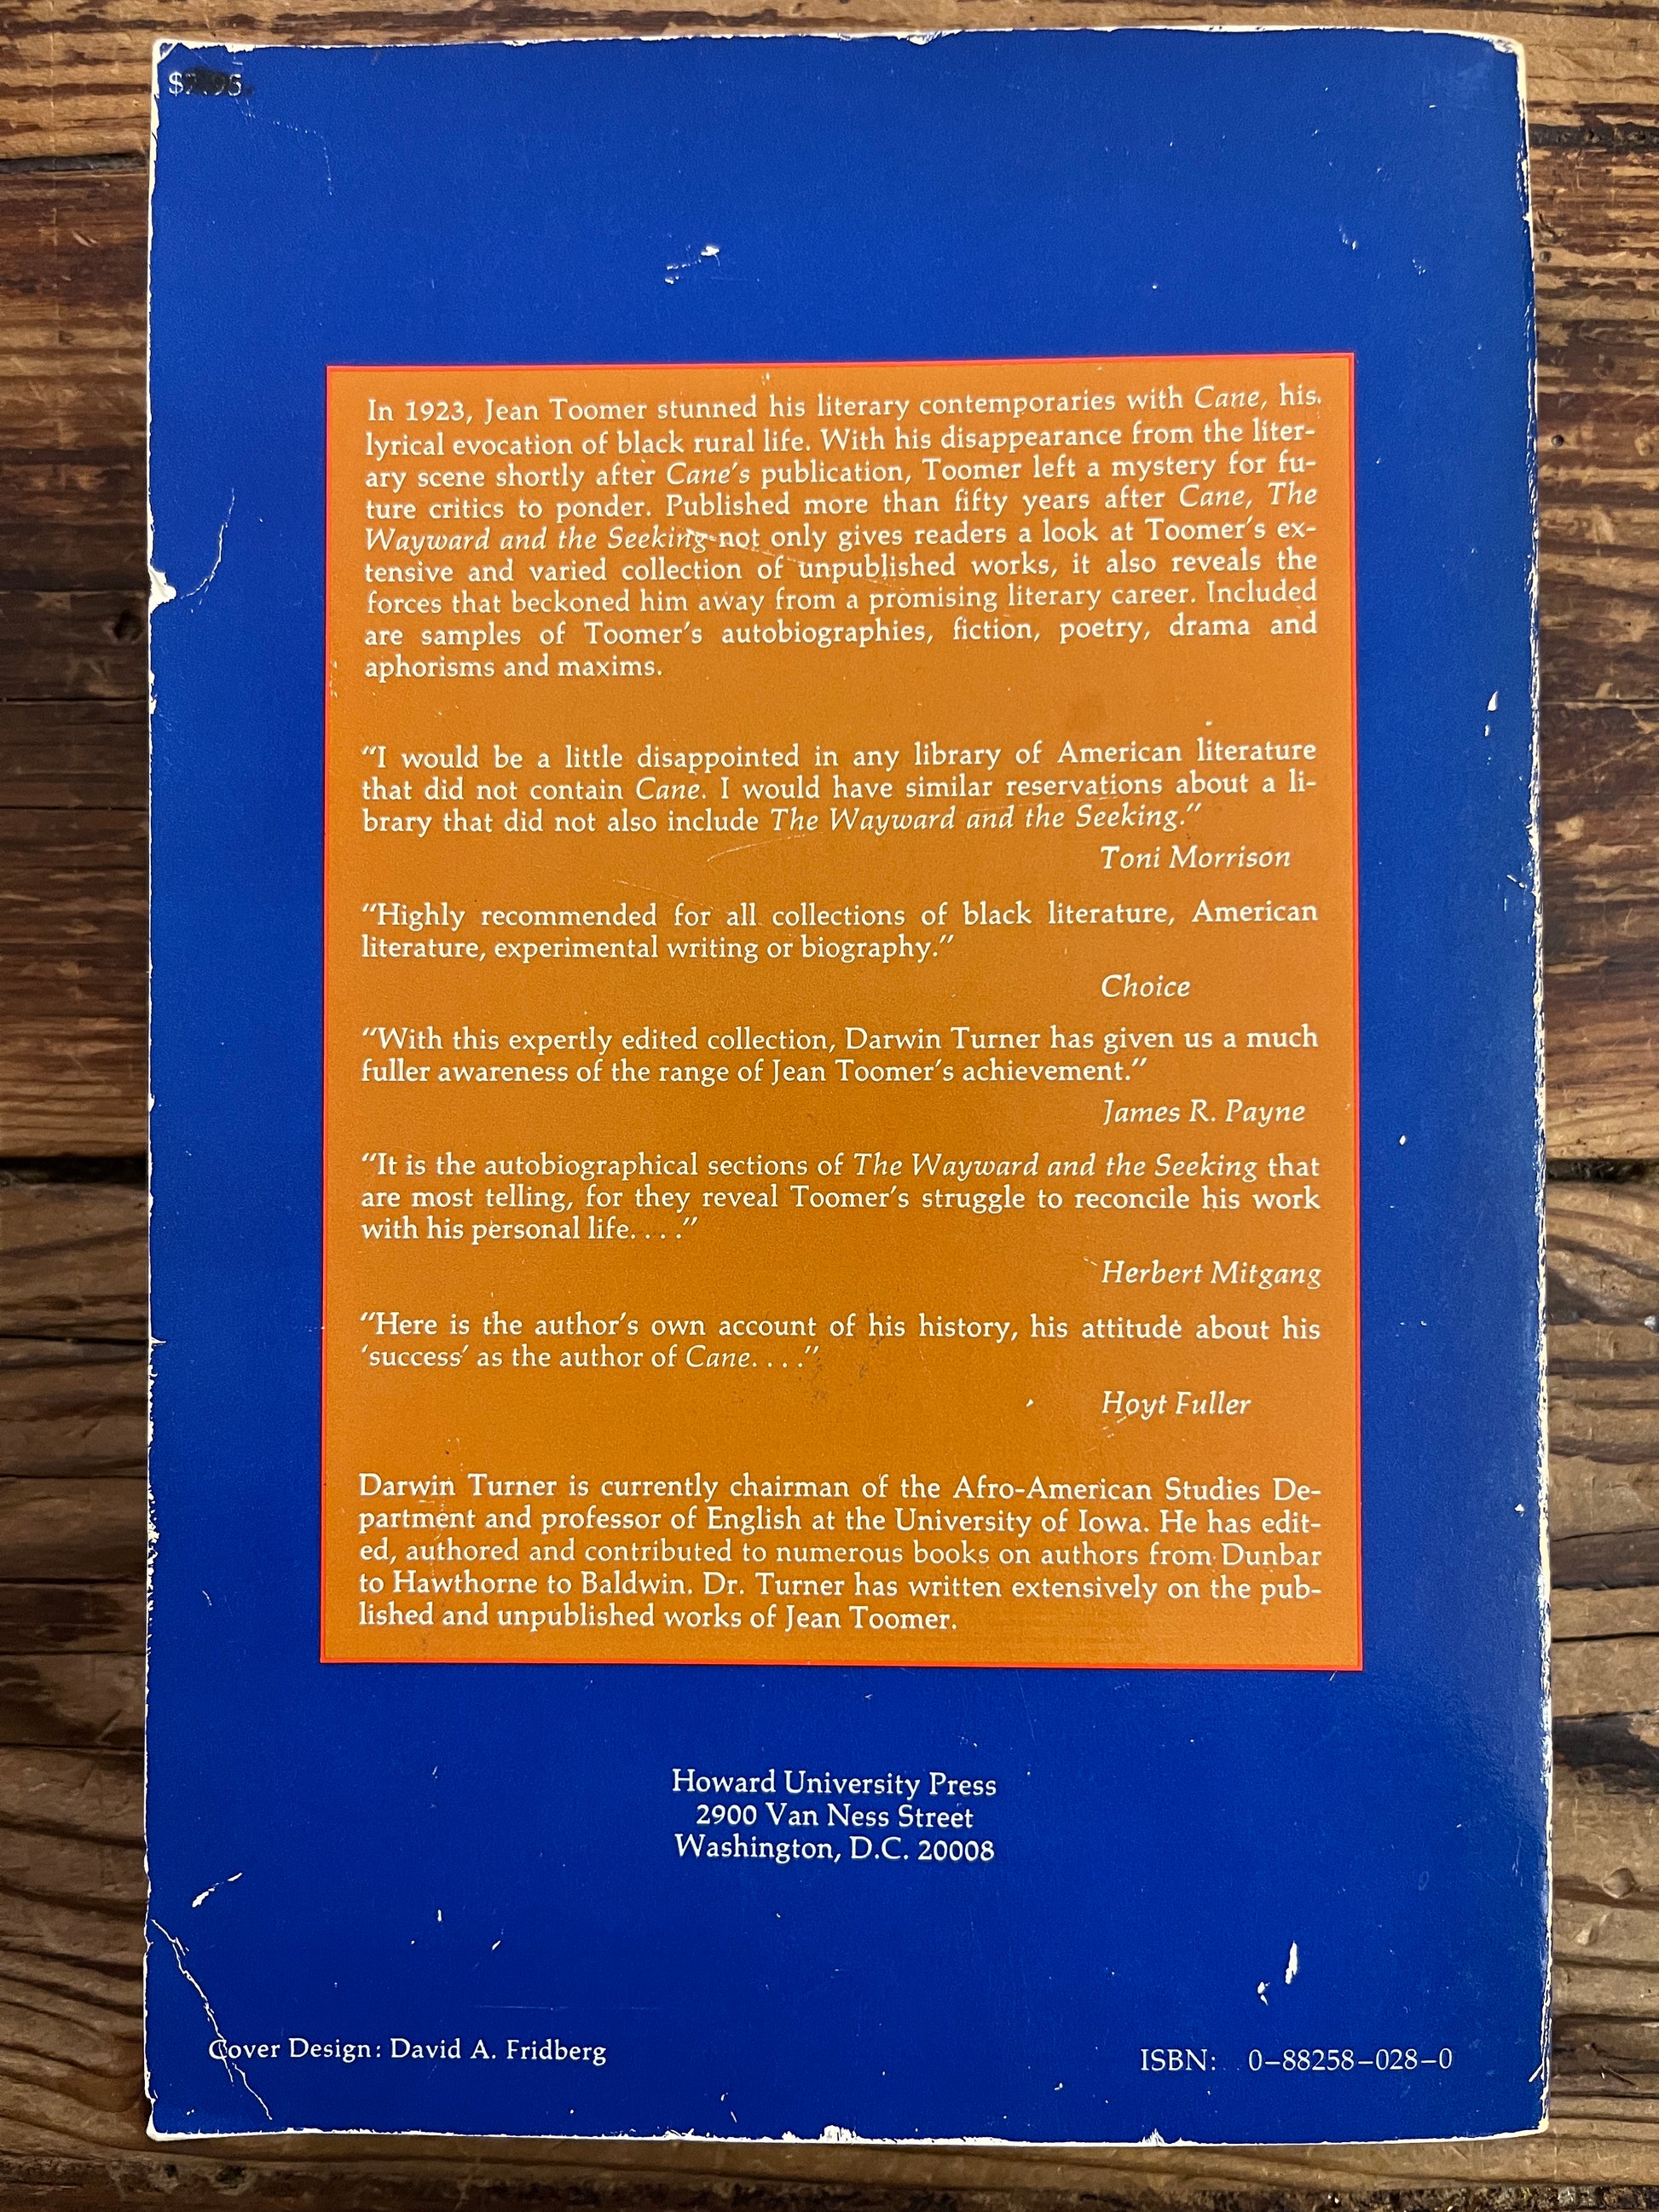 In 1923, Jean Toomer stunned his literary contemporaries with Cane, his
lyrical evocation of black rural life. With his disappearance from the liter-
ary scene shortly after Cane's publication, Toomer left a mystery for fu-
ture critics to ponder. Published more than fifty years after Cane, The
Wayward and the Seeking not only gives readers a look at Toomer's ex-
tensive and varied collection of unpublished works, it also reveals the
forces that beckoned him away from a promising literary career. Included
are samples of Toomer's autobiographies, fiction, poetry, drama and
aphorisms and maxims.
"I would be a little disappointed in any library of American literature
that did not contain Cane. I would have similar reservations about a li-
brary that did not also include The Wayward and the Seeking."
Toni Morrison
"Highly recommended for all collections of black literature, American
literature, experimental writing or biography."
Choice
"With this expertly edited collection, Darwin Turner has given us a much
fuller awareness of the range of Jean Toomer's achievement."
James R. Payne
"It is the autobiographical sections of The Wayward and the Seeking that
are most telling, for they reveal Toomer's struggle to reconcile his work
with his personal life. . . ."
Herbert Mitgang
"Here is the author's own account of his history, his attitude about his
'success' as the author of Cane. . . ."
Hoyt Fuller
Darwin Turner is currently chairman of the Afro-American Studies De-
partment and professor of English at the University of Iowa. He has edit-
ed, authored and contributed to numerous books on authors from Dunbar
to Hawthorne to Baldwin. Dr. Turner has written extensively on the pub-
lished and unpublished works of Jean Toomer.
Howard University Press
2900 Van Ness Street
Washington, D.C. 20008
Cover Design: David A. Fridberg
ISBN: 0-88258-028-0